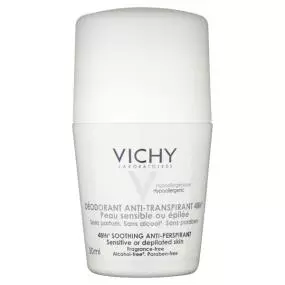 VICHY
LABORATOIRES
Hypoallergénique
Hypoallergenic
DÉODORANT ANTI-TRANSPIRANT 48H
Peau sensible ou épilée
Sans parfum. Sans alcool*. Sans paraben
48H* SOOTHING ANTI-PERSPIRANT
Sensitive or depilated skin
Fragrance-free
Alcohol-free*. Paraben-free
50ml